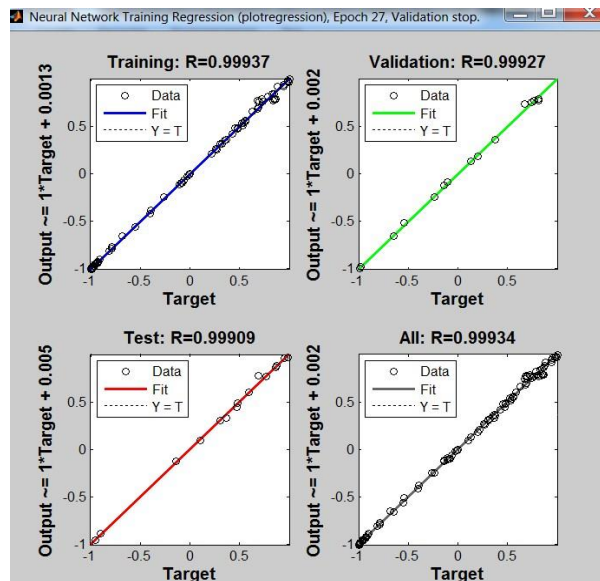 Neural Network Training Regression (plotregression), Epoch 27, Validation stop.
Training: R=0.99937
Output ~= 1*Target + 0.0013
Data
Fit
Y = T
0.5
0
-0.5
-1
-1 -0.5 0 0.5
Target
Validation: R=0.99927
Output ~= 1*Target + 0.002
Data
Fit
Y = T
0.5
0
-0.5
-1
-1 -0.5 0 0.5
Target
Test: R=0.99909
Output ~= 1*Target + 0.005
Data
Fit
Y = T
0.5
0
-0.5
-1
-1 -0.5 0 0.5
Target
All: R=0.99934
Output ~= 1*Target + 0.002
Data
Fit
Y = T
0.5
0
-0.5
-1
-1 -0.5 0 0.5
Target